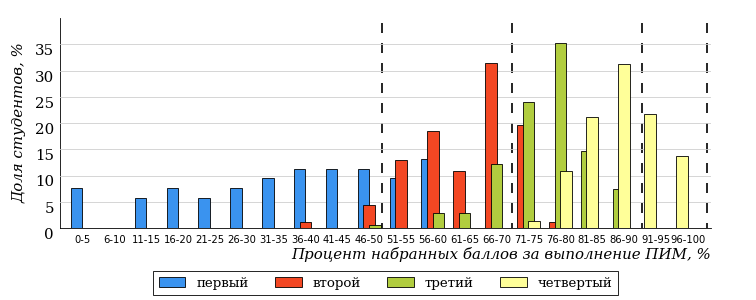 Доля студентов, %
35
30
25
20
15
10
5
0
0-5 6-10 11-15 16-20 21-25 26-30 31-35 36-40 41-45 46-50 51-55 56-60 61-65 66-70 71-75 76-80 81-85 86-90 91-95 96-100
Процент набранных баллов за выполнение ПИМ, %
первый второй третий четвертый